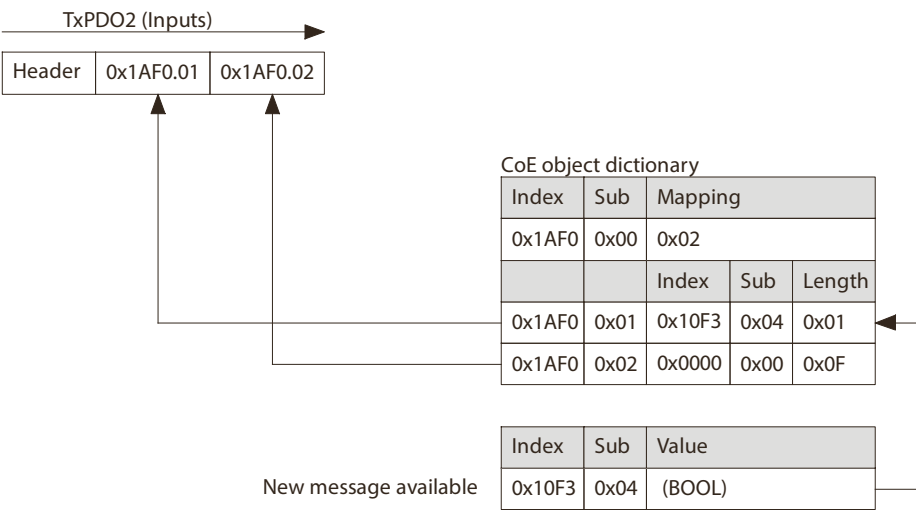 TxPDO2 (Inputs)
Header 0x1AF0.01 0x1AF0.02
CoE object dictionary
Index Sub Mapping
0x1AF0 0x00 0x02
Index Sub Length
0x1AF0 0x01 0x10F3 0x04 0x01
0x1AF0 0x02 0x0000 0x00 0x0F
Index Sub Value
New message available 0x10F3 0x04 (BOOL)